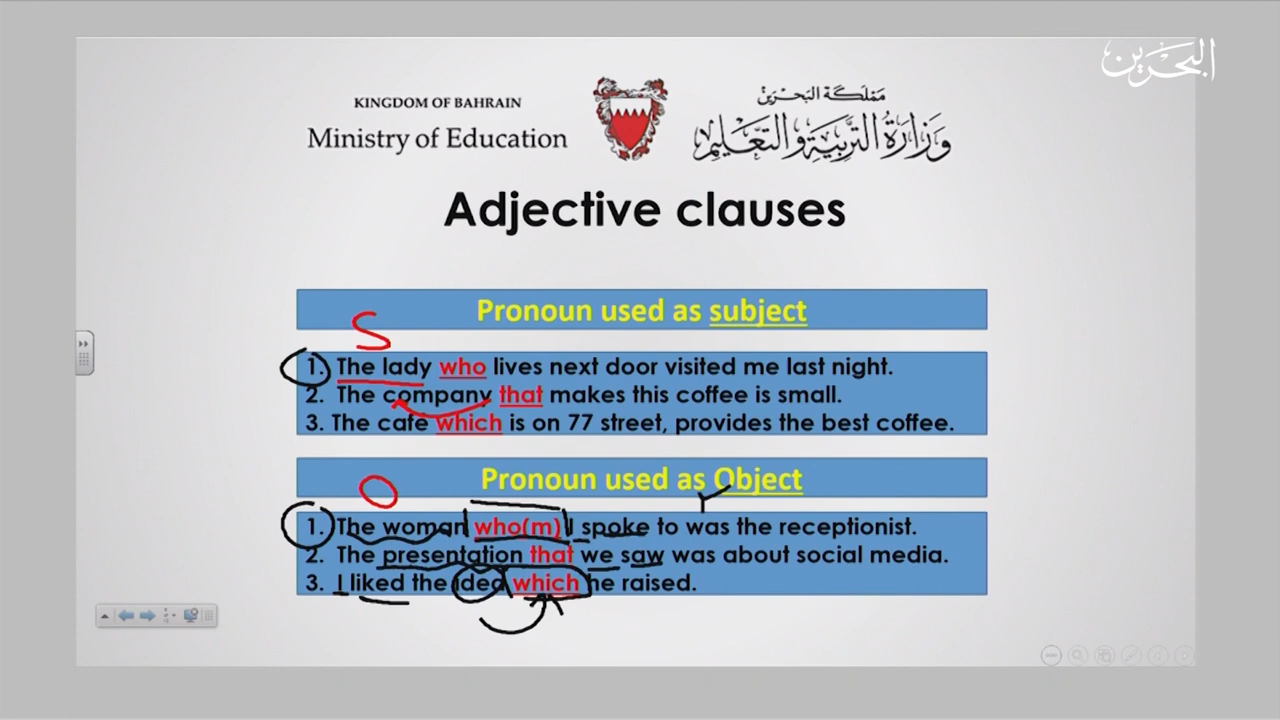 البحرين
KINGDOM OF BAHRAIN
Ministry of Education
مملكة البحرين
وزارة التربية والتعليم
Adjective clauses
Pronoun used as subject
S
1. The lady who lives next door visited me last night.
2. The company that makes this coffee is small.
3. The cafe which is on 77 street, provides the best coffee.
Pronoun used as Object
O
1. The woman who(m) I spoke to was the receptionist.
2. The presentation that we saw was about social media.
3. I liked the idea which he raised.